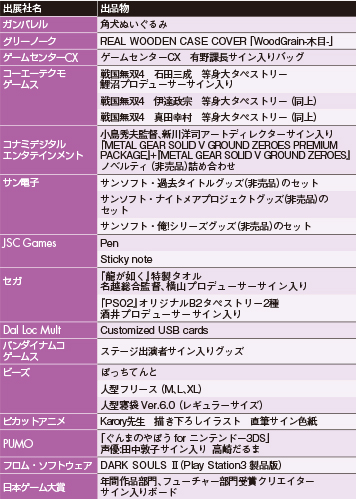 出展社名 出品物
ガンバレル 角犬ぬいぐるみ
グリーノーク REAL WOODEN CASE COVER 「WoodGrain-木目-」
ゲームセンターCX ゲームセンターCX 有野課長サイン入りバッグ
コーエーテクモ
ゲームス
戦国無双4 石田三成 等身大タペストリー
鯉沼プロデューサーサイン入り
戦国無双4 伊達政宗 等身大タペストリー (同上)
戦国無双4 真田幸村 等身大タペストリー (同上)
コナミデジタル
エンタテインメント
小島秀夫監督、新川洋司アートディレクターサイン入り
『METAL GEAR SOLID V GROUND ZEROES PREMIUM
PACKAGE』+『METAL GEAR SOLID V GROUND ZEROES』
ノベルティ (非売品)詰め合わせ
サン電子 サンソフト・過去タイトルグッズ(非売品) のセット
サンソフト・ナイトメアプロジェクトグッズ(非売品)の
セット
サンソフト・俺!シリーズグッズ(非売品)のセット
JSC Games Pen
Sticky note
セガ 『龍が如く』特製タオル
名越総合監督、横山プロデューサーサイン入り
『PSO2』オリジナルB2タペストリー2種
酒井プロデューサーサイン入り
Dai Loc Mult Customized USB cards
バンダイナムコ
ゲームス
ステージ出演者サイン入りグッズ
ビーズ ぼっちてんと
人型フリース (M、L、XL)
人型寝袋 Ver.6.0 (レギュラーサイズ)
ピカットアニメ Karory先生 描き下ろしイラスト 直筆サイン色紙
PUMO 「ぐんまのやぼう for ニンテンドー3DS」
声優:田中敦子サイン入り 高崎だるま
フロム・ソフトウェア DARK SOULS Ⅱ (Play Station3 製品版)
日本ゲーム大賞 年間作品部門、フューチャー部門受賞クリエイター
サイン入りボード